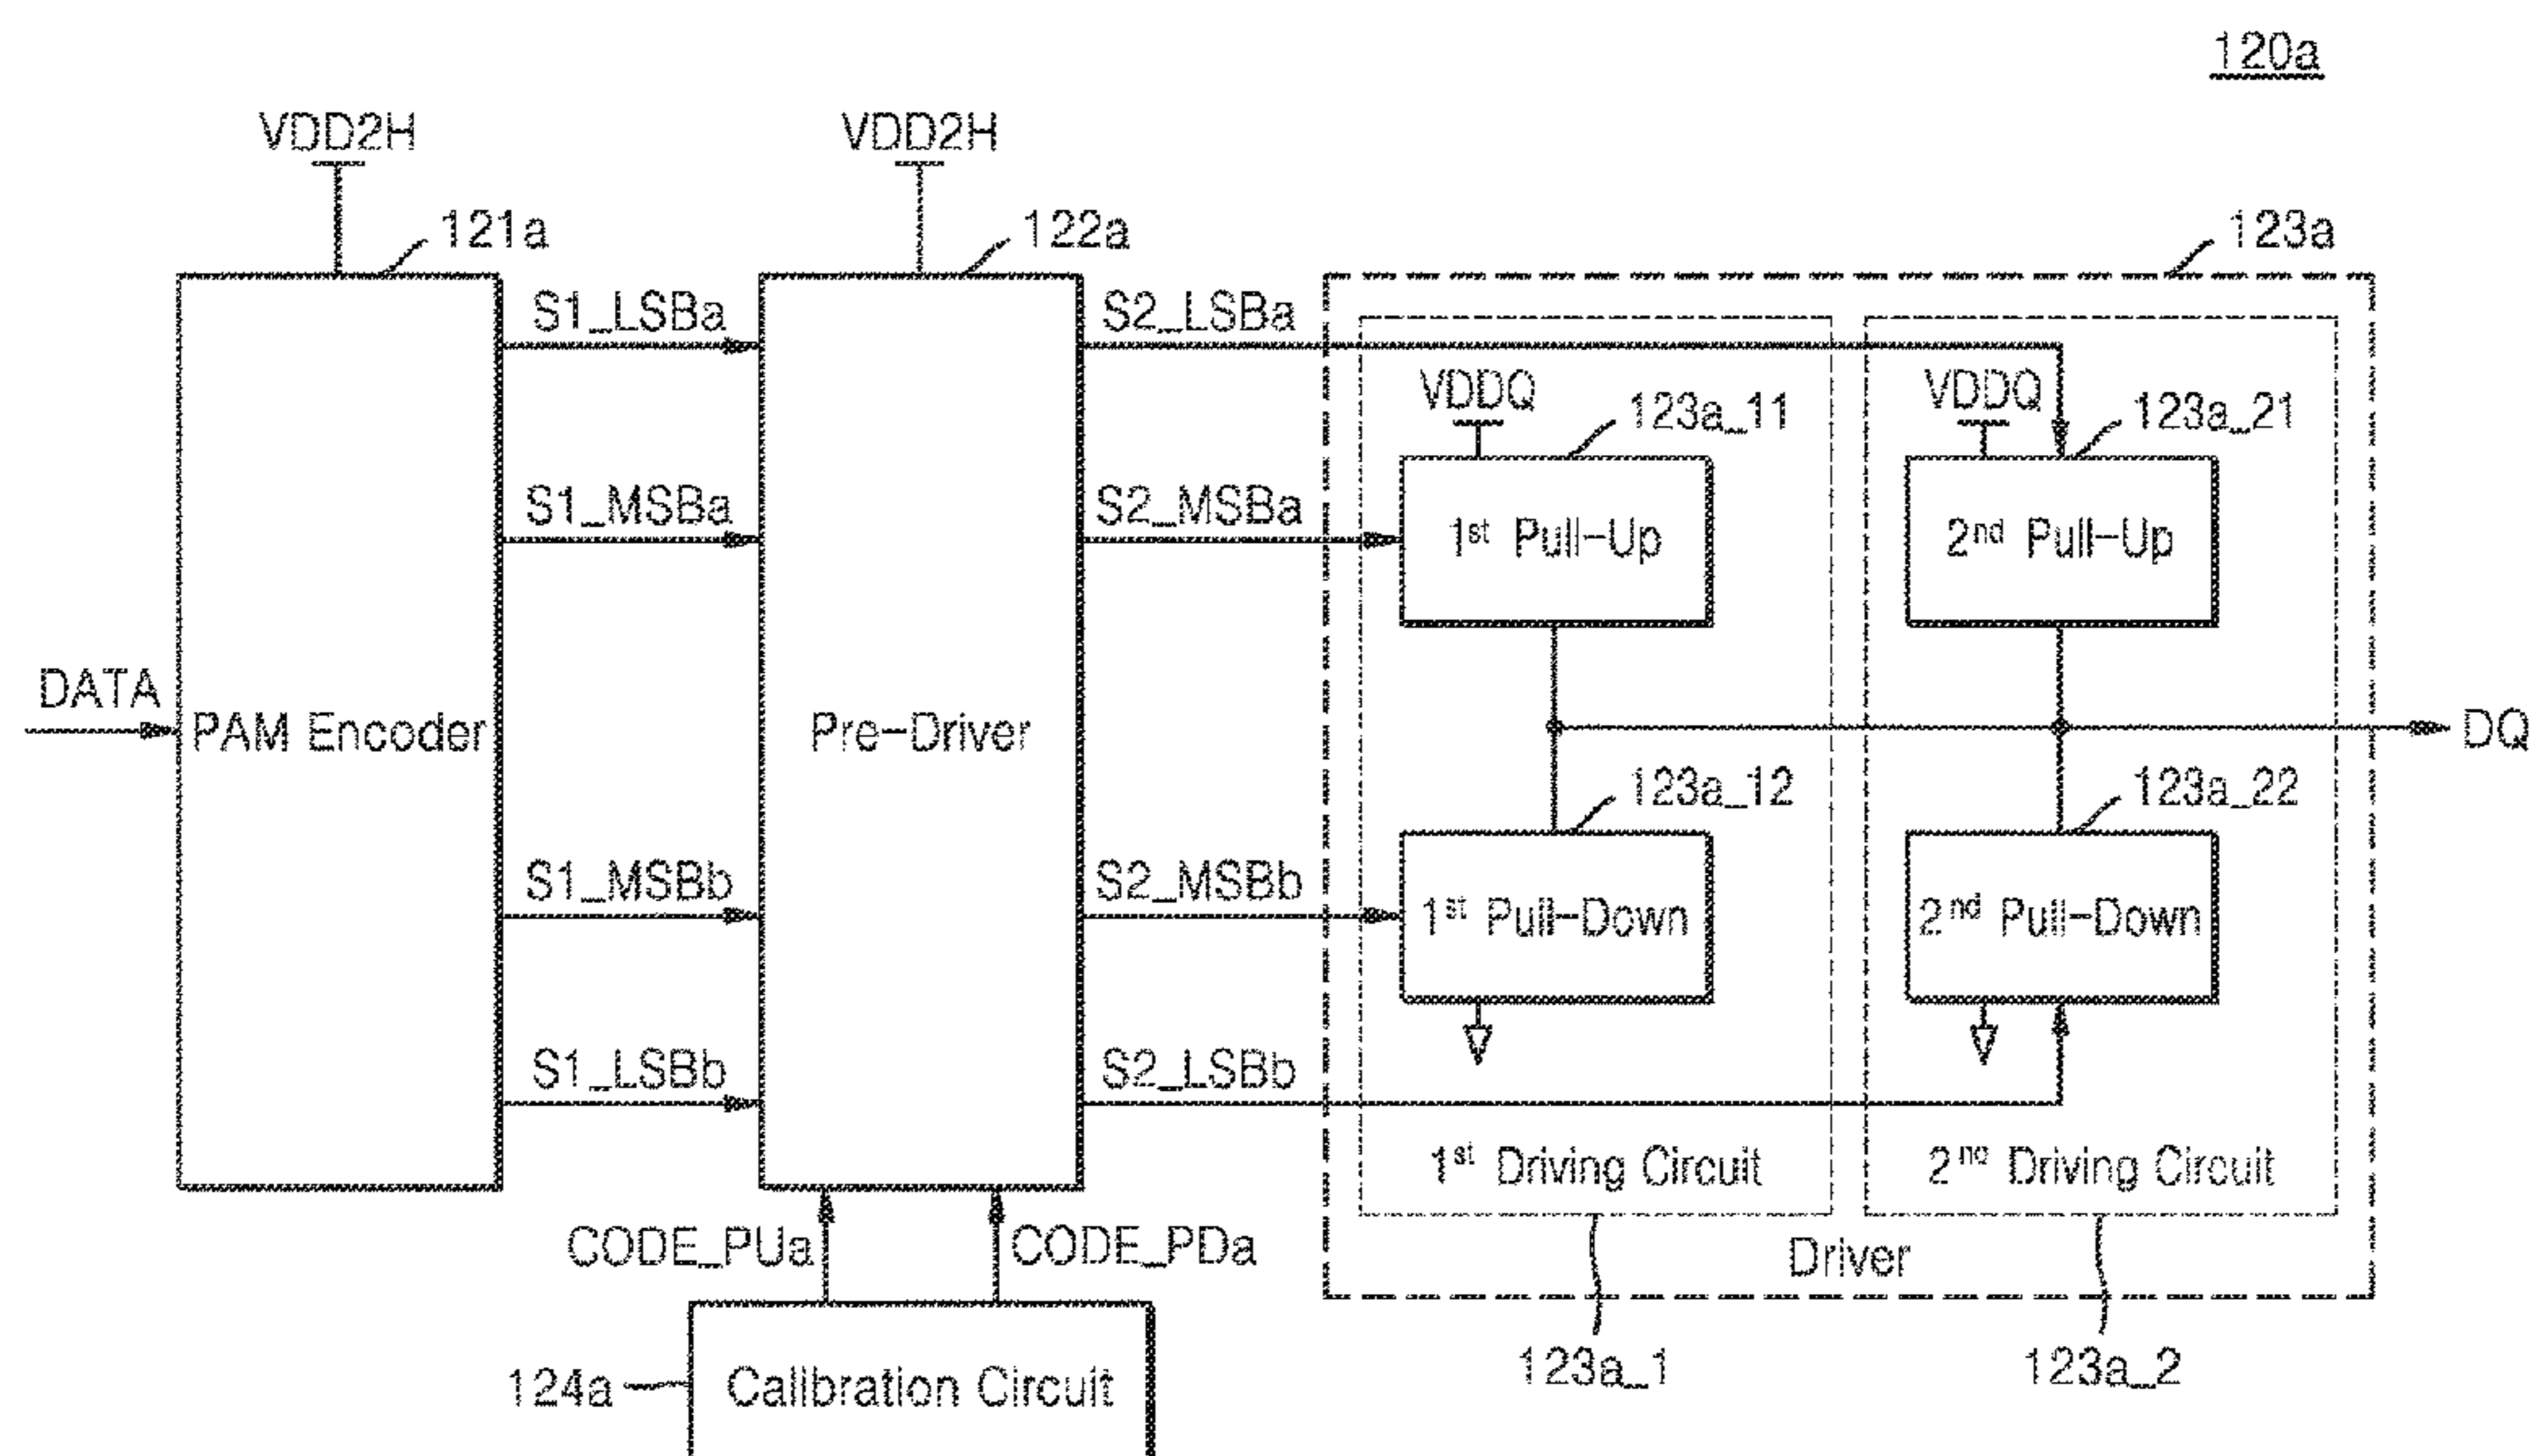 120a
VDD2H
VDD2H
121a
122a
123a
S1_LSBa
S2_LSBa
VDDQ
123a_11
VDDQ
123a_21
S1_MSBa
S2_MSBa
1st Pull-Up
2nd Pull-Up
DATA
PAM Encoder
Pre-Driver
DQ
123a_12
123a_22
S1_MSBb
S2_MSBb
1st Pull-Down
2nd Pull-Down
S1_LSBb
S2_LSBb
1st Driving Circuit
2nd Driving Circuit
CODE_PUa
CODE_PDa
Driver
124a
Calibration Circuit
123a_1
123a_2